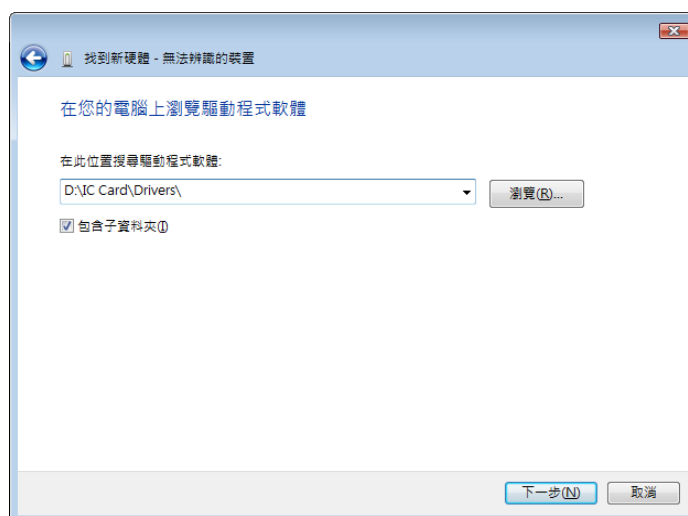 找到新硬體 - 無法辨識的裝置
在您的電腦上瀏覽驅動程式軟體
在此位置搜尋驅動程式軟體:
D:\IC Card\Drivers\
瀏覽(R)...
包含子資料夾(I)
下一步(N)
取消